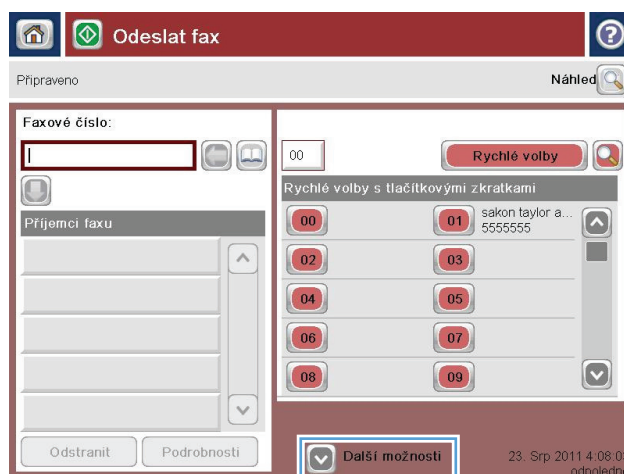 Odeslat fax
Připraveno
Náhled
Faxové číslo:
00
Rychlé volby
Rychlé volby s tlačítkovými zkratkami
Příjemci faxu
00
01
sakon taylor a...
5555555
02
03
04
05
06
07
08
09
Odstranit
Podrobnosti
Další možnosti
23. Srp 2011 4:08:0